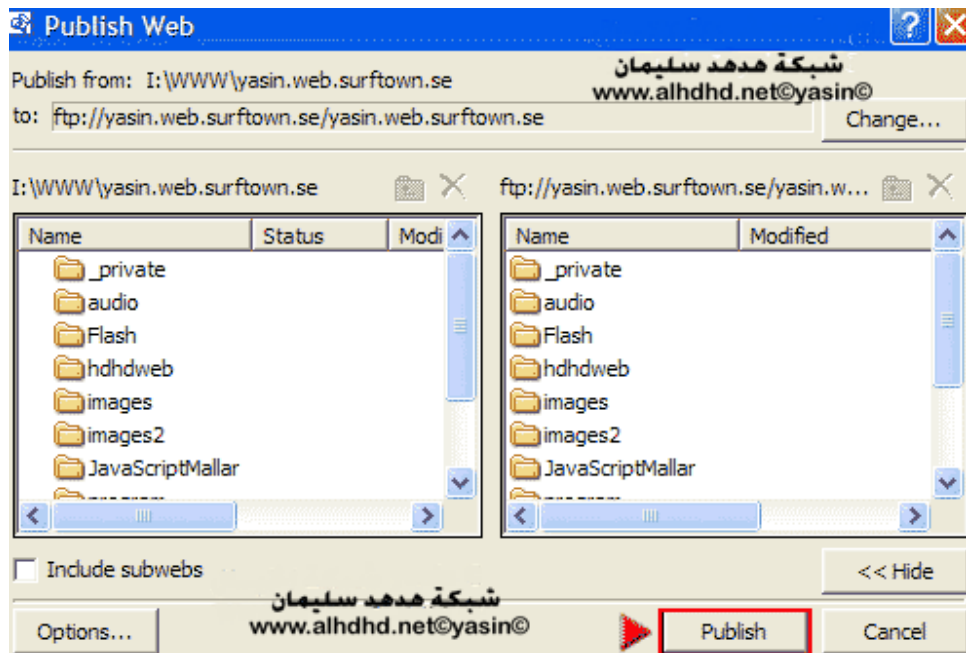 Publish Web
Publish from: I:\WWW\yasin.web.surftown.se
شبكة هدهد سليمان
www.alhdhd.net©yasin©
to: ftp://yasin.web.surftown.se/yasin.web.surftown.se
Change...
I:\WWW\yasin.web.surftown.se
ftp://yasin.web.surftown.se/yasin.w...
Name Status Modi
_private
audio
Flash
hdhdweb
images
images2
JavaScriptMallar
program
Name Modified
_private
audio
Flash
hdhdweb
images
images2
JavaScriptMallar
program
Include subwebs
<< Hide
شبكة هدهد سليمان
www.alhdhd.net©yasin©
Options...
Publish
Cancel